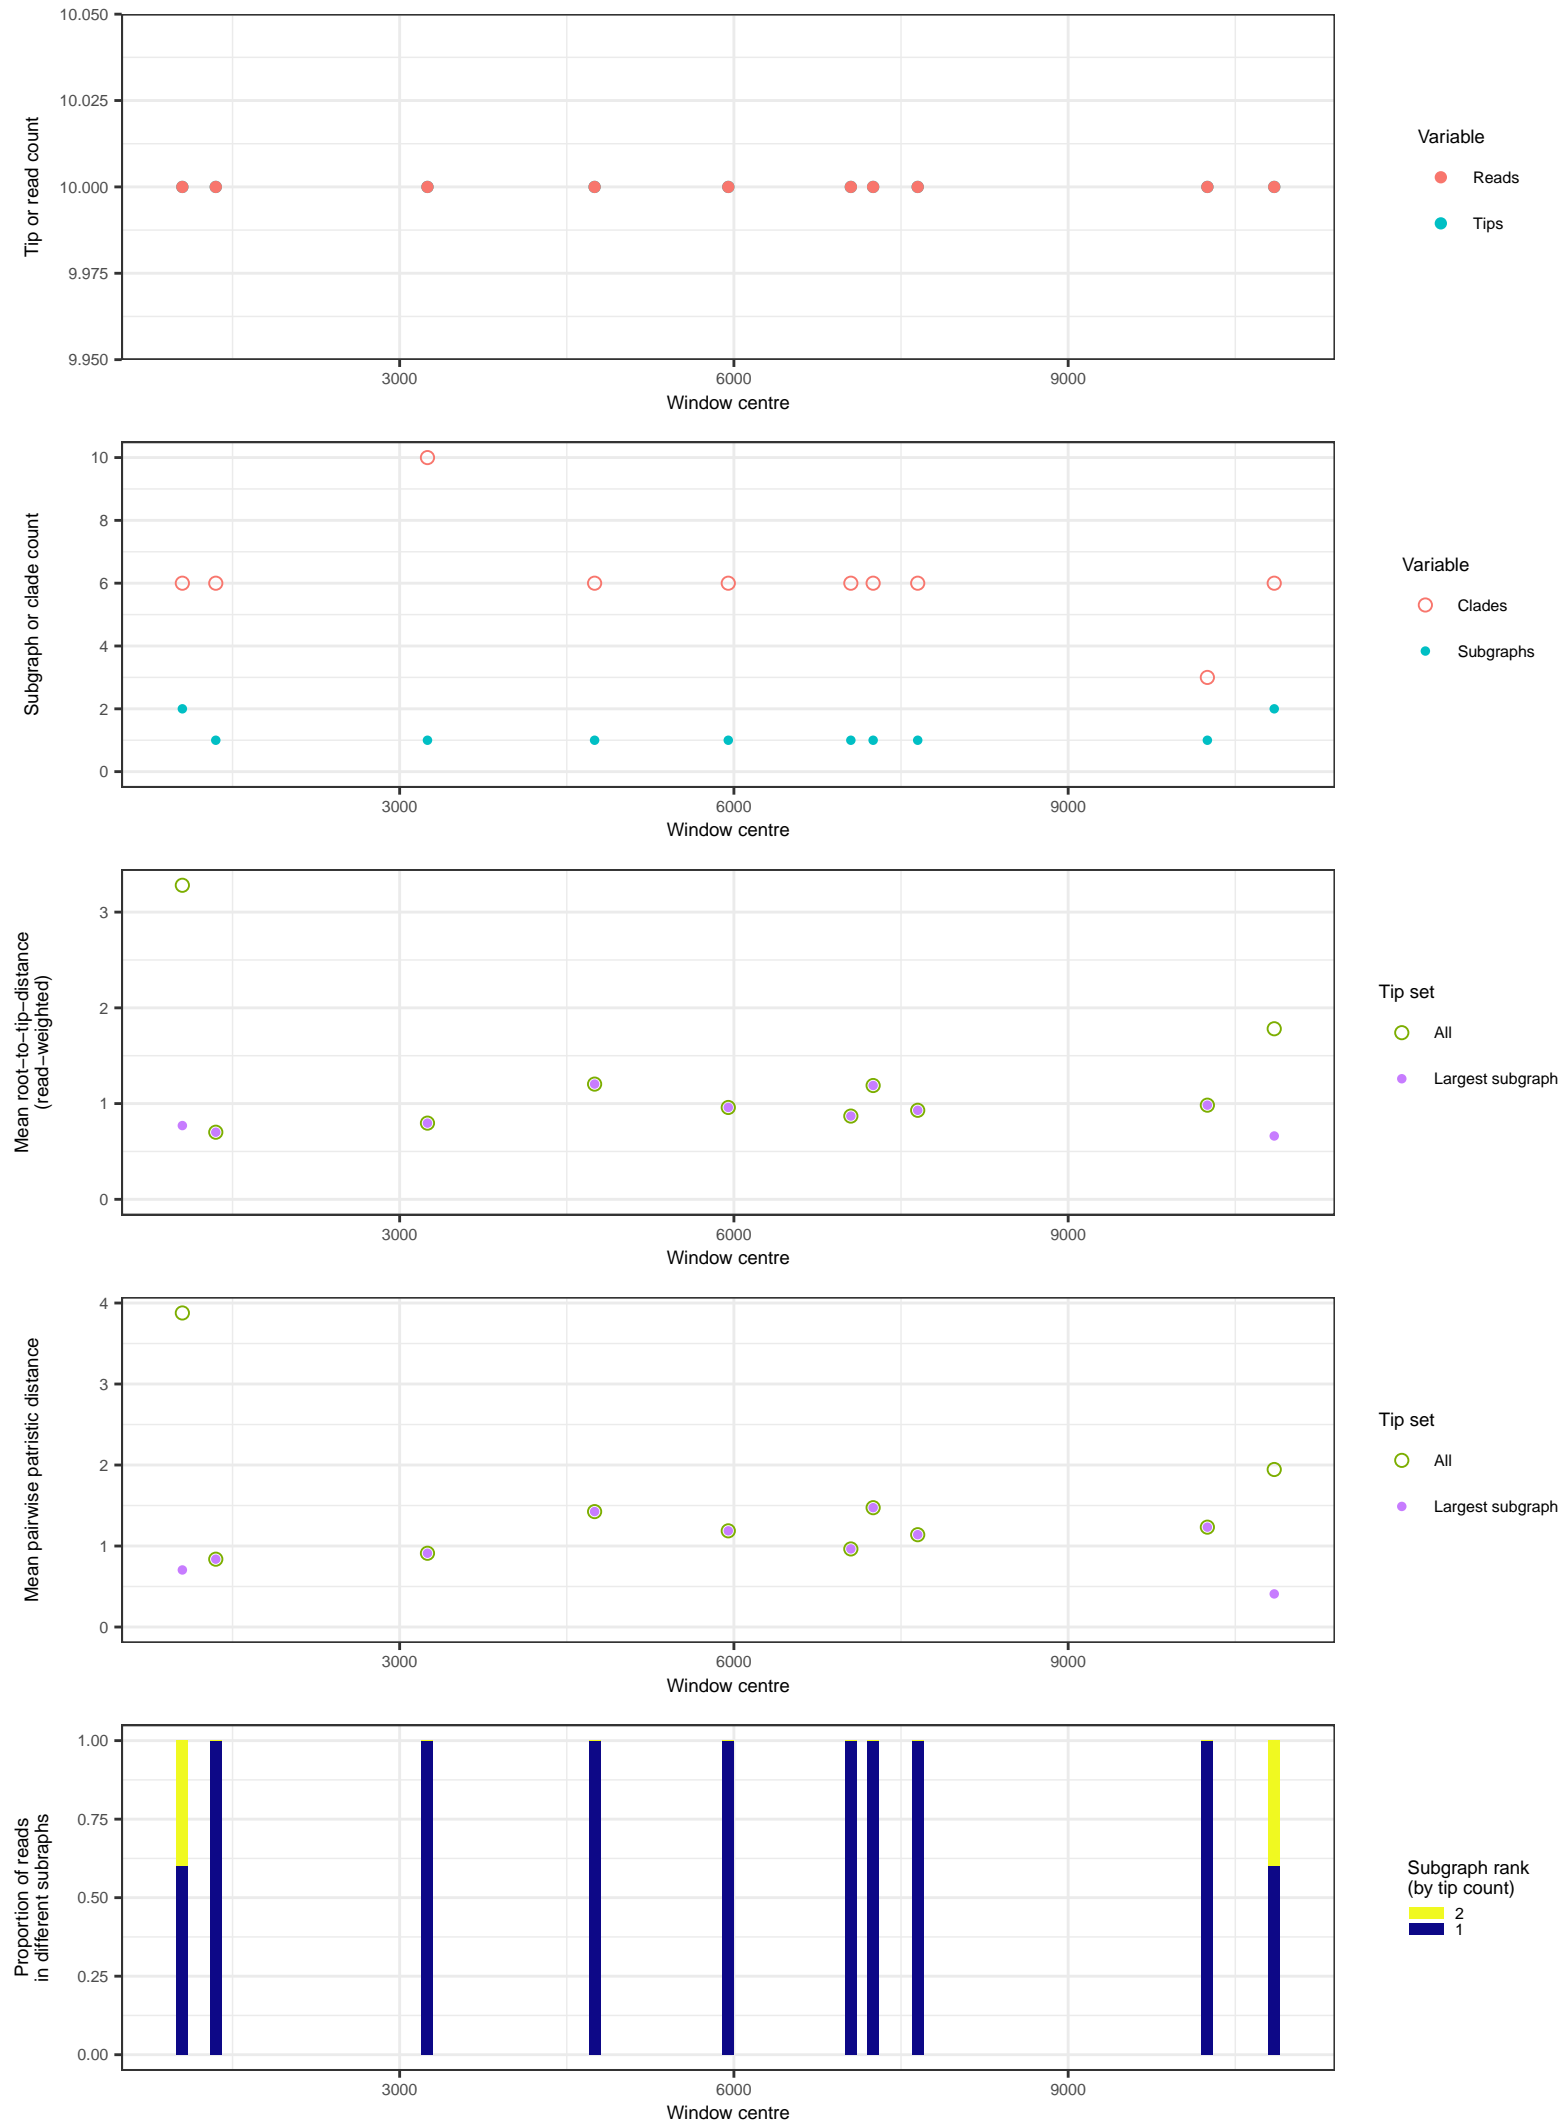 10.050
10.025
10.000
9.975
9.950
Tip or read count
3000 6000 9000
Window centre
Variable
Reads
Tips
10
8
6
4
2
0
Subgraph or clade count
3000 6000 9000
Window centre
Variable
Clades
Subgraphs
3
2
1
0
Mean root−to−tip−distance
(read−weighted)
3000 6000 9000
Window centre
Tip set
All
Largest subgraph
4
3
2
1
0
Mean pairwise patristic distance
3000 6000 9000
Window centre
Tip set
All
Largest subgraph
1.00
0.75
0.50
0.25
0.00
Proportion of reads
in different subraphs
3000 6000 9000
Window centre
Subgraph rank
(by tip count)
2
1